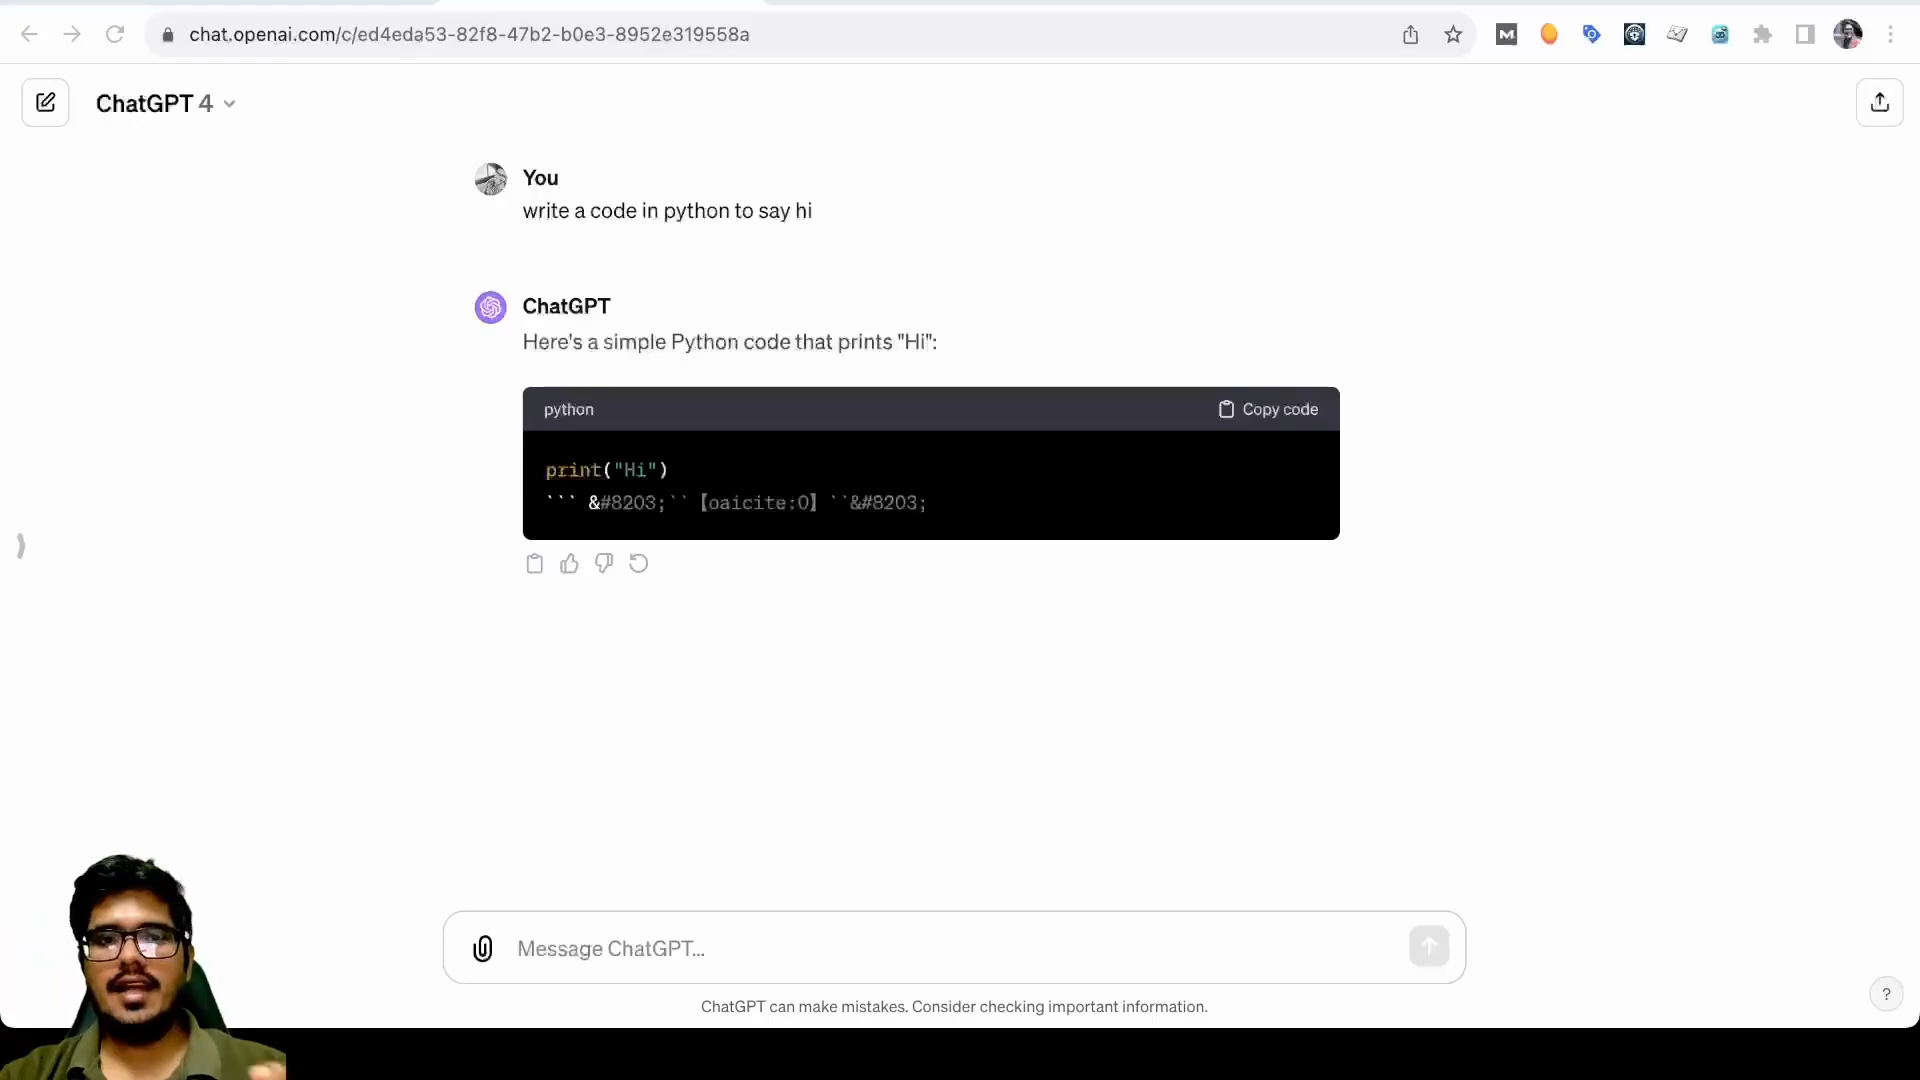 chat.openai.com/c/ed4eda53-82f8-47b2-b0e3-8952e319558a
ChatGPT 4
You
write a code in python to say hi
ChatGPT
Here's a simple Python code that prints "Hi":
python
Copy code
print("Hi")
``` &#8203;``【oaicite:0】``&#8203;
Message ChatGPT...
ChatGPT can make mistakes. Consider checking important information.
?